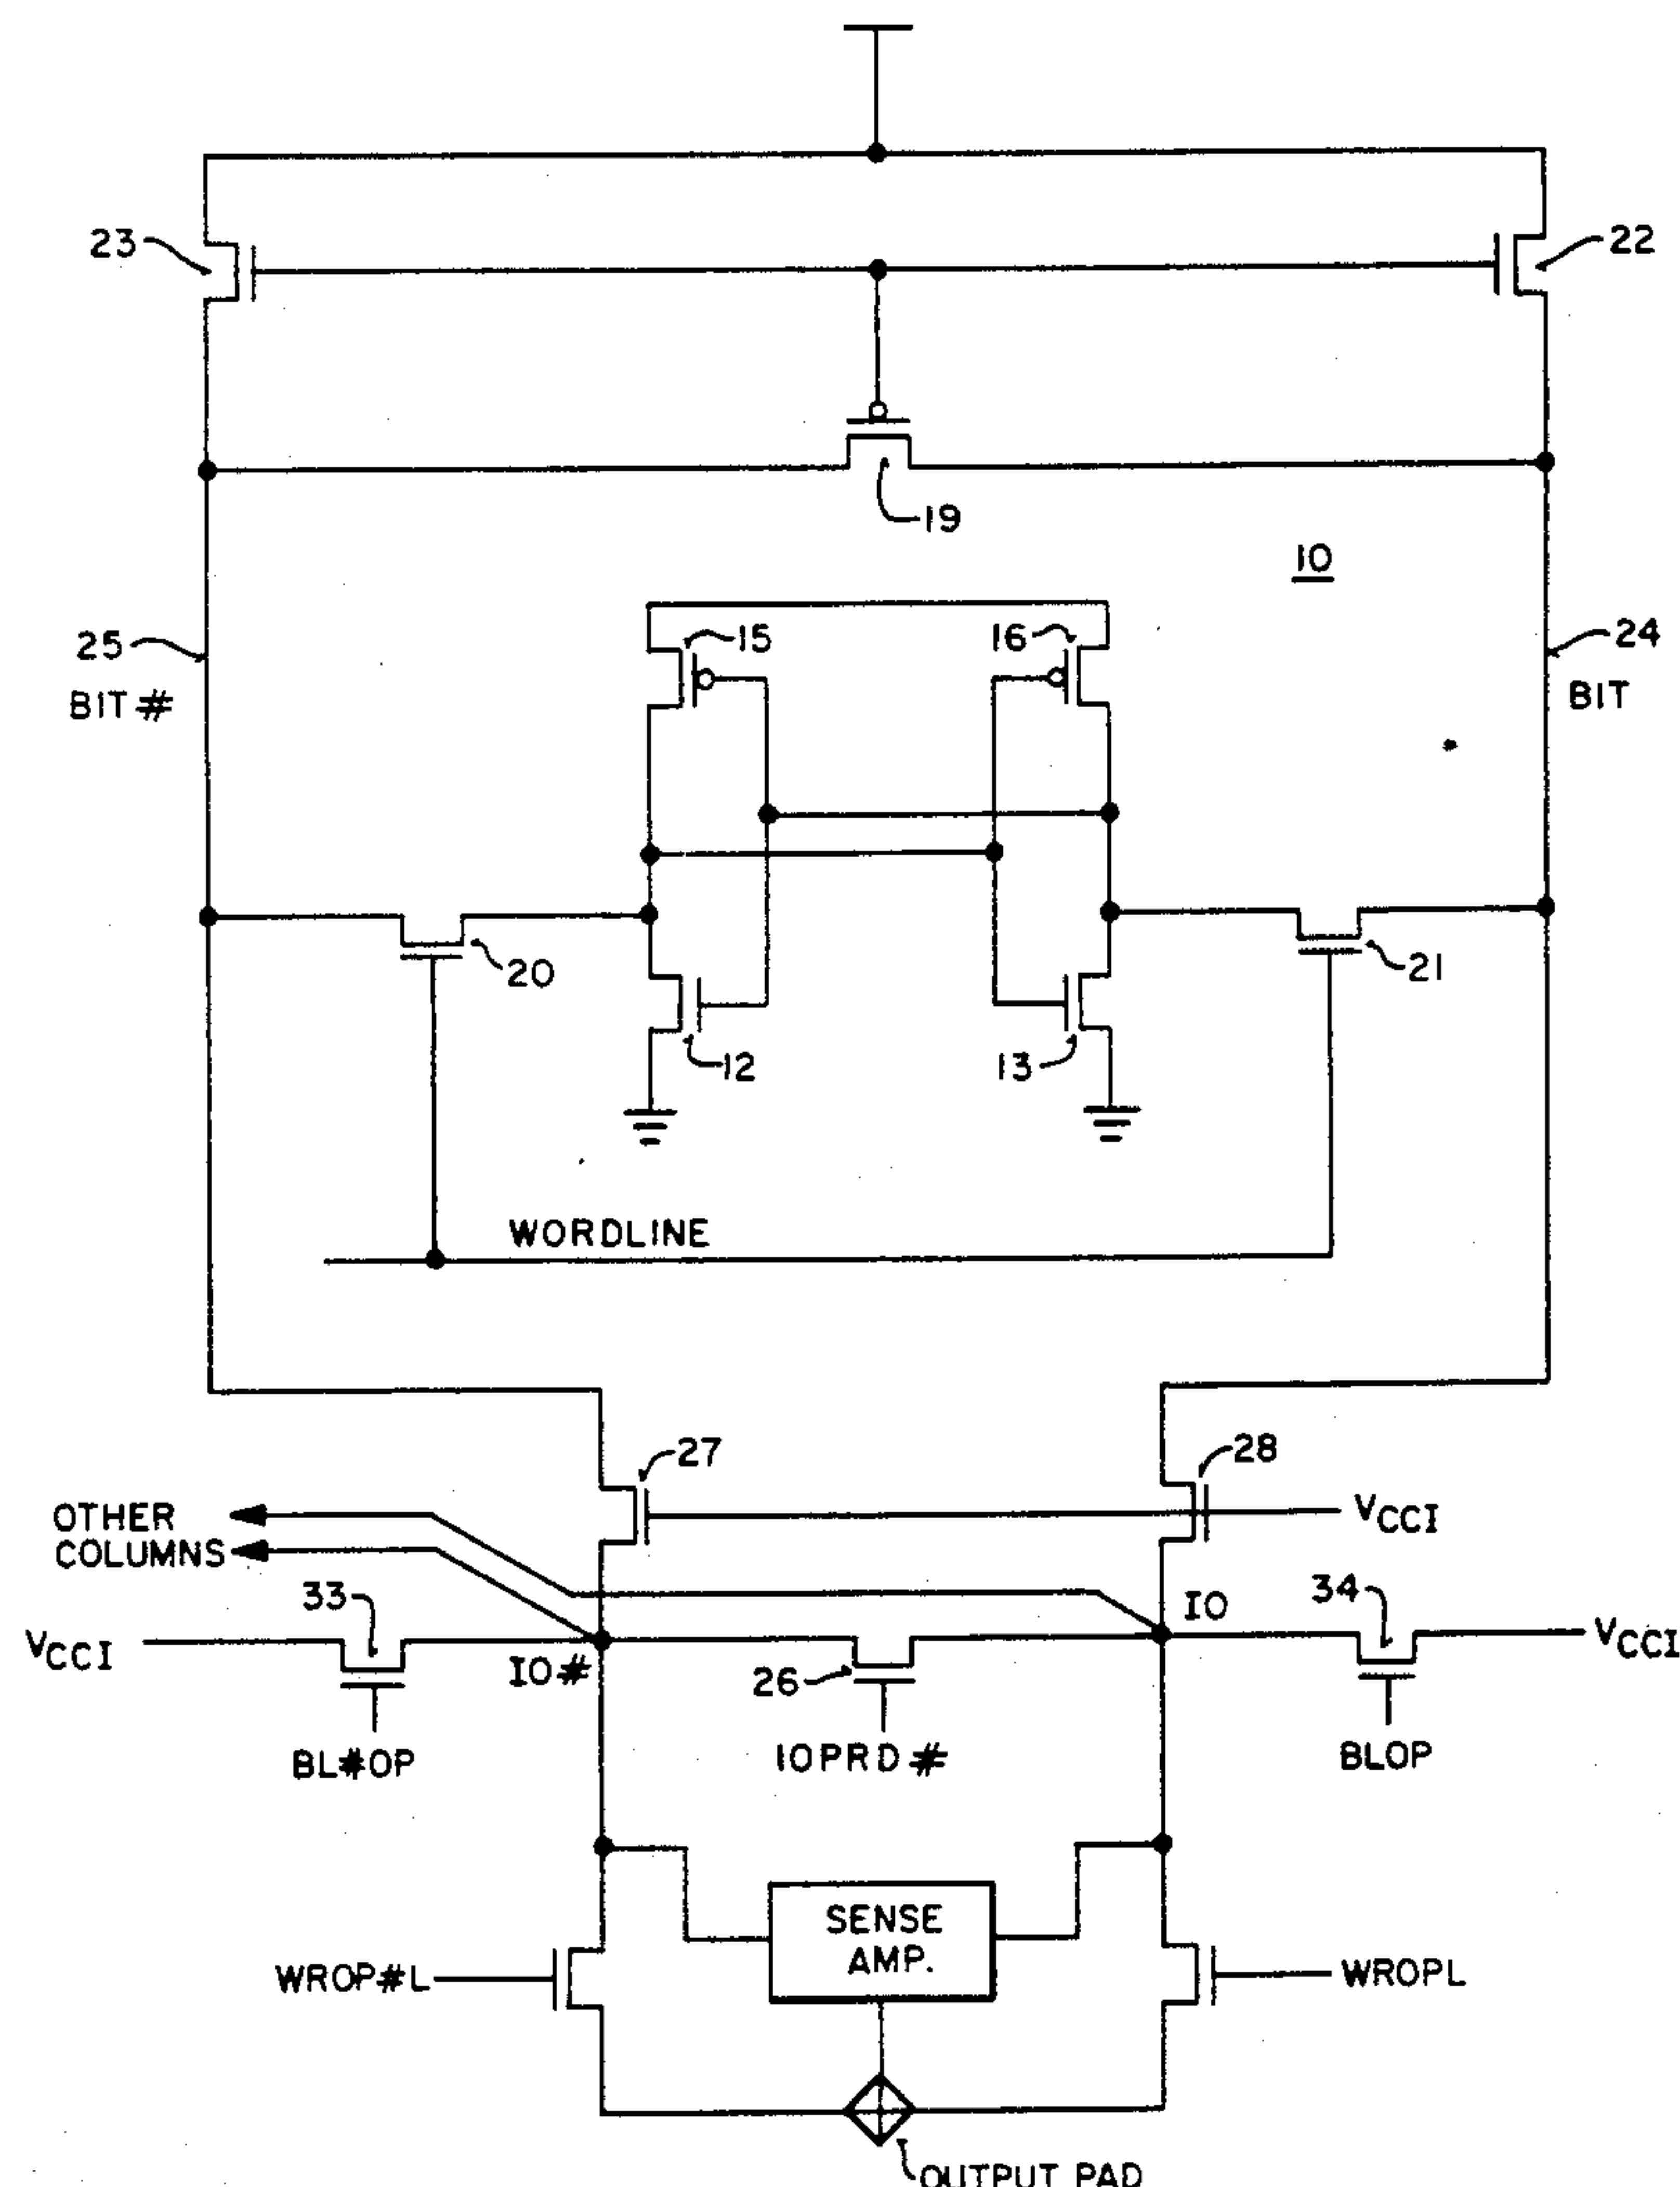 23
22
19
10
25
BIT #
15
16
24
BIT
20
21
12
13
WORDLINE
27
28
VCCI
OTHER
COLUMNS
33
34
IO
VCCI
IO#
26
VCCI
BL#OP
IOPRD #
BLOP
SENSE
AMP.
WROP#L
WROPL
OUTPUT PAD